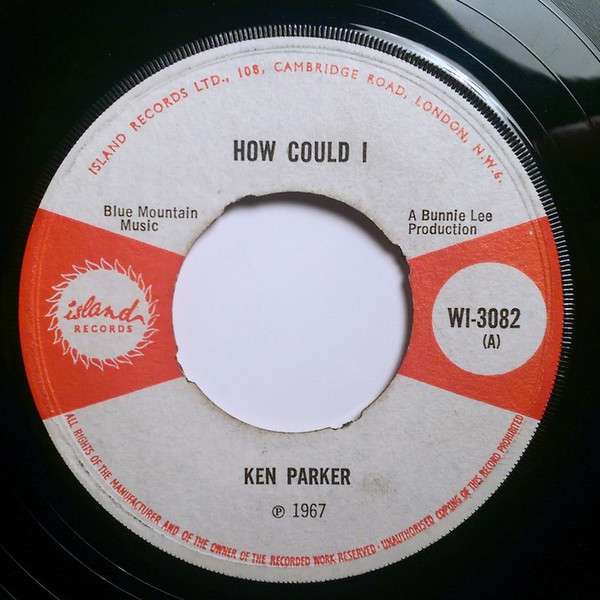 ISLAND RECORDS LTD., 108, CAMBRIDGE ROAD, LONDON, N.W.6.
HOW COULD I
Blue Mountain
Music
A Bunnie Lee
Production
island
RECORDS
WI-3082
(A)
KEN PARKER
℗ 1967
ALL RIGHTS OF THE MANUFACTURER AND OF THE OWNER OF THE RECORDED WORK RESERVED · UNAUTHORISED COPYING OF THIS RECORD PROHIBITED